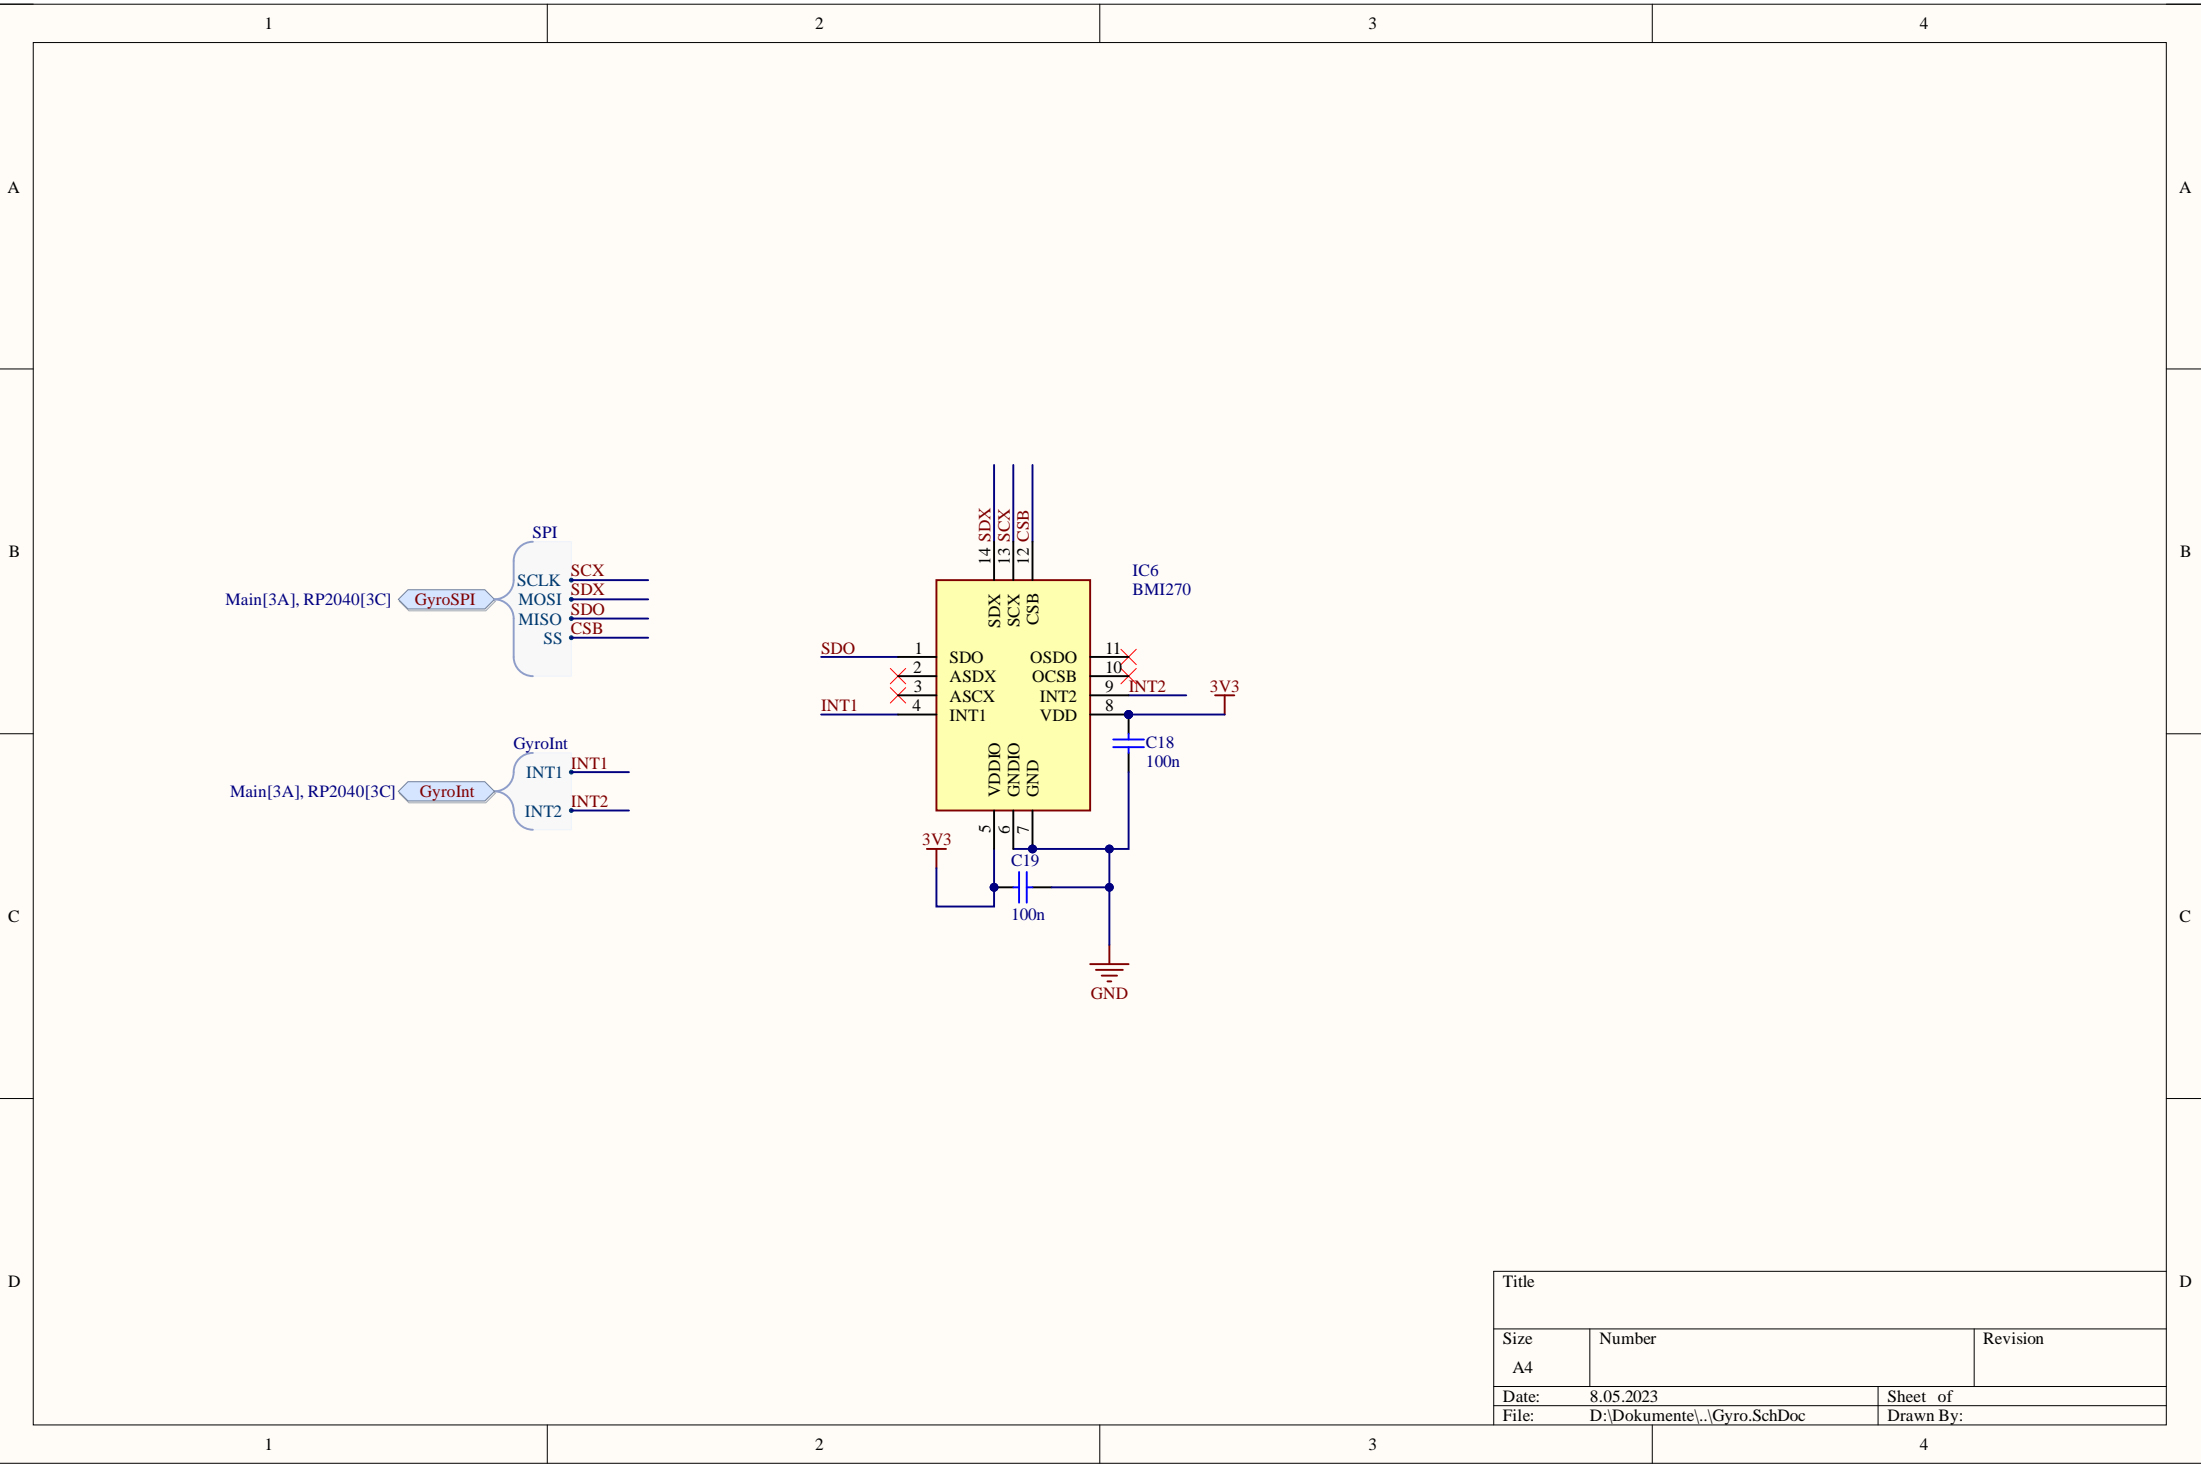 1 2 3 4
A A
B B
C C
D D
SPI
SCLK SCX
MOSI SDX
MISO SDO
SS CSB
Main[3A], RP2040[3C] GyroSPI
GyroInt
INT1 INT1
INT2 INT2
Main[3A], RP2040[3C] GyroInt
SDX SCX CSB
14 13 12
IC6
BMI270
SDX SCX CSB
SDO 1 SDO OSDO 11
2 ASDX OCSB 10
3 ASCX INT2 9 INT2 3V3
INT1 4 INT1 VDD 8
VDDIO GNDIO GND
C18
100n
5 6 7
3V3
C19
100n
GND
Title
Size Number Revision
A4
Date: 8.05.2023 Sheet of
File: D:\Dokumente\..\Gyro.SchDoc Drawn By:
1 2 3 4